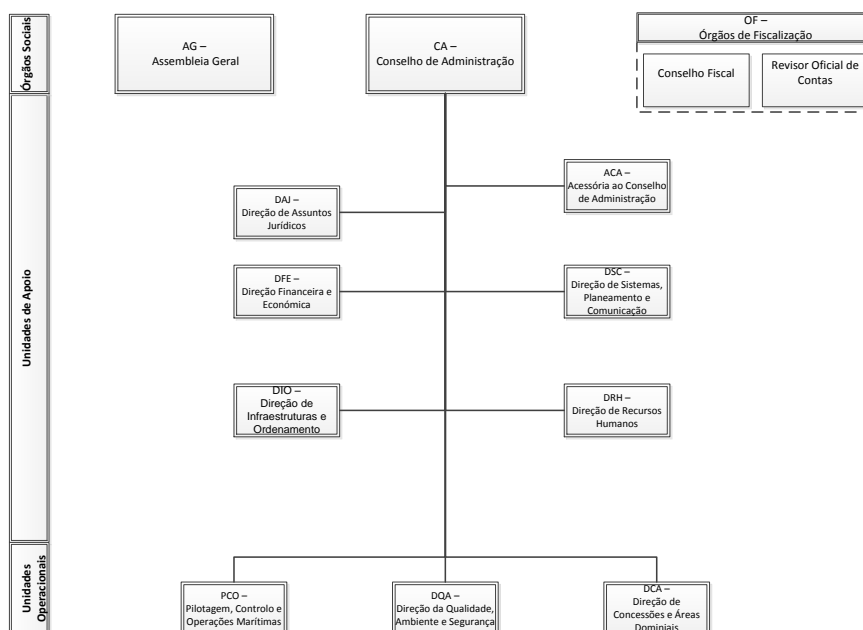 Órgãos Sociais
AG –
Assembleia Geral
CA –
Conselho de Administração
OF –
Órgãos de Fiscalização
Conselho Fiscal
Revisor Oficial de
Contas
Unidades de Apoio
ACA –
Acessória ao Conselho
de Administração
DAJ –
Direção de Assuntos
Jurídicos
DFE –
Direção Financeira e
Económica
DSC –
Direção de Sistemas,
Planeamento e
Comunicação
DIO –
Direção de
Infraestruturas e
Ordenamento
DRH –
Direção de Recursos
Humanos
Unidades
Operacionais
PCO –
Pilotagem, Controlo e
Operações Marítimas
DQA –
Direção da Qualidade,
Ambiente e Segurança
DCA –
Direção de
Concessões e Áreas
Dominiais